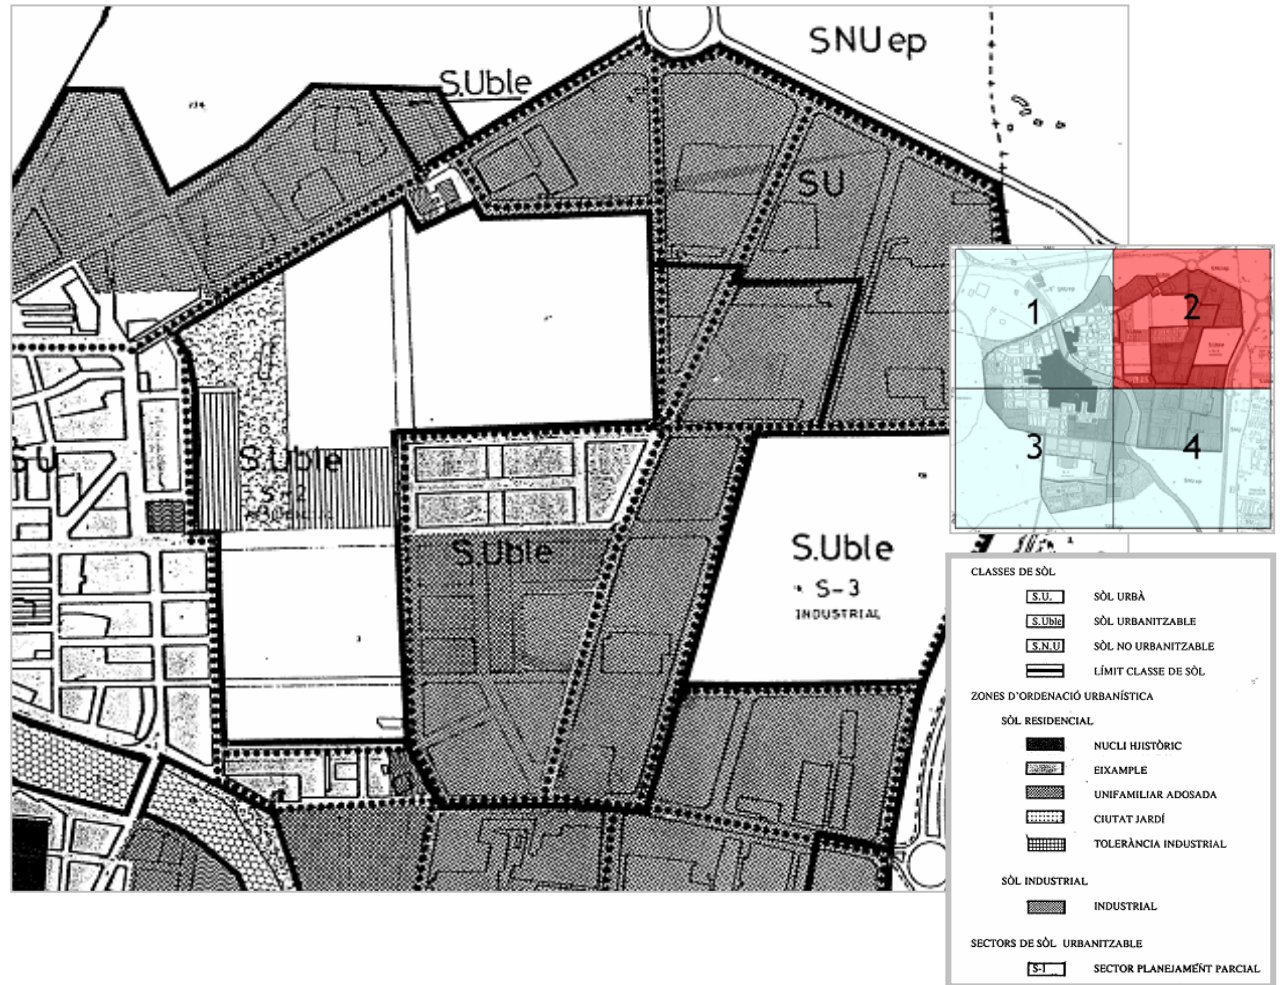 SNUep
S.Uble
SU
SU
S.Uble
S-2
S.Uble
S.Uble
S-3
INDUSTRIAL
1
2
3
4
CLASSES DE SÒL
S.U. SÒL URBÀ
S.Uble SÒL URBANITZABLE
S.N.U SÒL NO URBANITZABLE
LÍMIT CLASSE DE SÒL
ZONES D'ORDENACIÓ URBANÍSTICA
SÒL RESIDENCIAL
NUCLI HJISTÒRIC
EIXAMPLE
UNIFAMILIAR ADOSADA
CIUTAT JARDÍ
TOLERÀNCIA INDUSTRIAL
SÒL INDUSTRIAL
INDUSTRIAL
SECTORS DE SÒL URBANITZABLE
S-1 SECTOR PLANEJAMENT PARCIAL